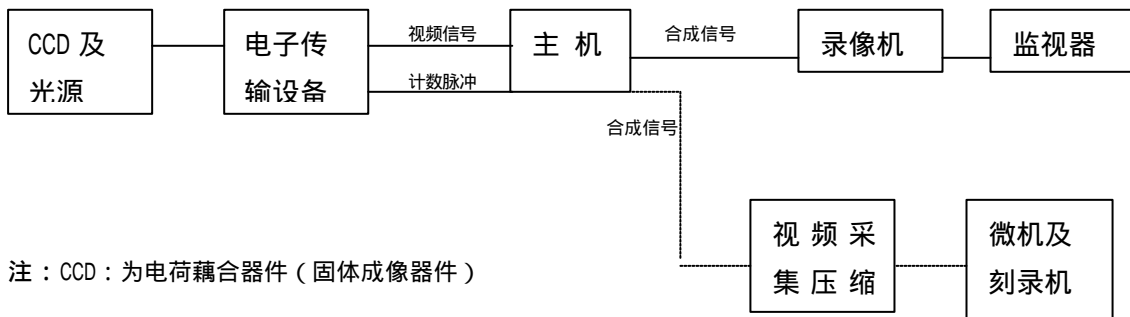 CCD 及
光源
电子传
输设备
视频信号
计数脉冲
主 机
合成信号
录像机
监视器
合成信号
视 频 采
集 压 缩
微机及
刻录机
注：CCD：为电荷藕合器件（固体成像器件）